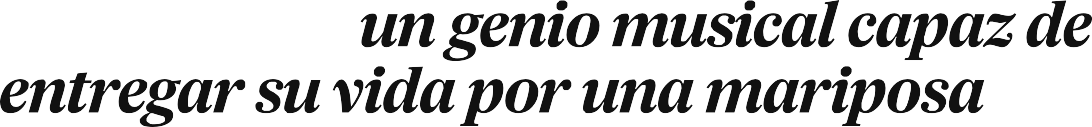 un genio musical capaz de
entregar su vida por una mariposa